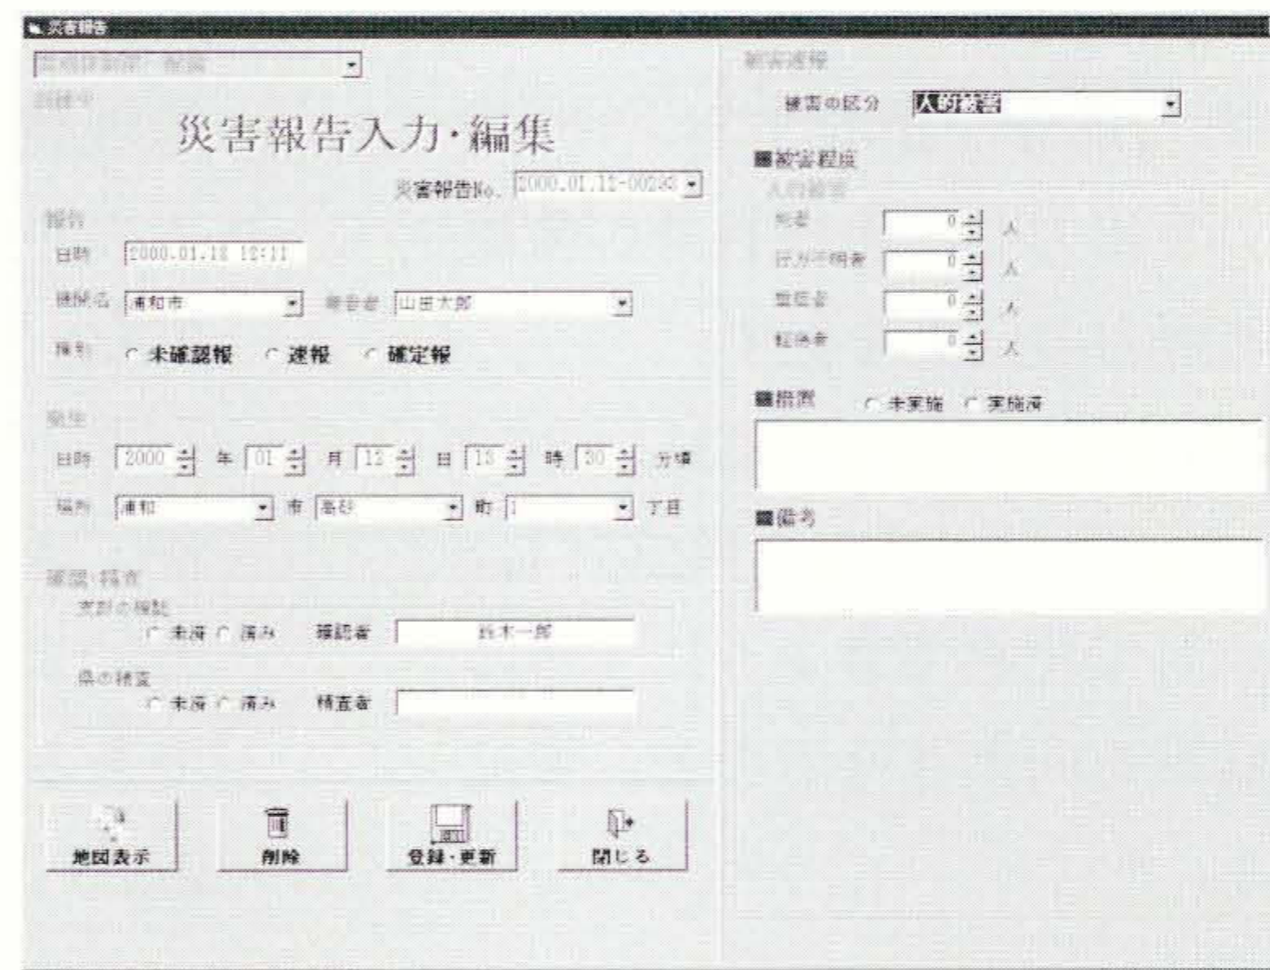 災害報告
災害報告入力・編集
災害報告No. 2000.01.12-00293
報告
日時 2000.01.12 12:11
機関名 浦和市 報告者 山田太郎
種別 未確認報 速報 確定報
発生
日時 2000 年 01 月 12 日 13 時 30 分頃
場所 浦和 市 高砂 町 1 丁目
確認・精査
未済 済み 確認者 鈴木一郎
県の精査
未済 済み 精査者
地図表示 削除 登録・更新 閉じる
被害速報
被害の区分 人的被害
■被害程度
人的被害
死者 0 人
行方不明者 0 人
重傷者 0 人
軽傷者 0 人
■措置 未実施 実施済
■備考